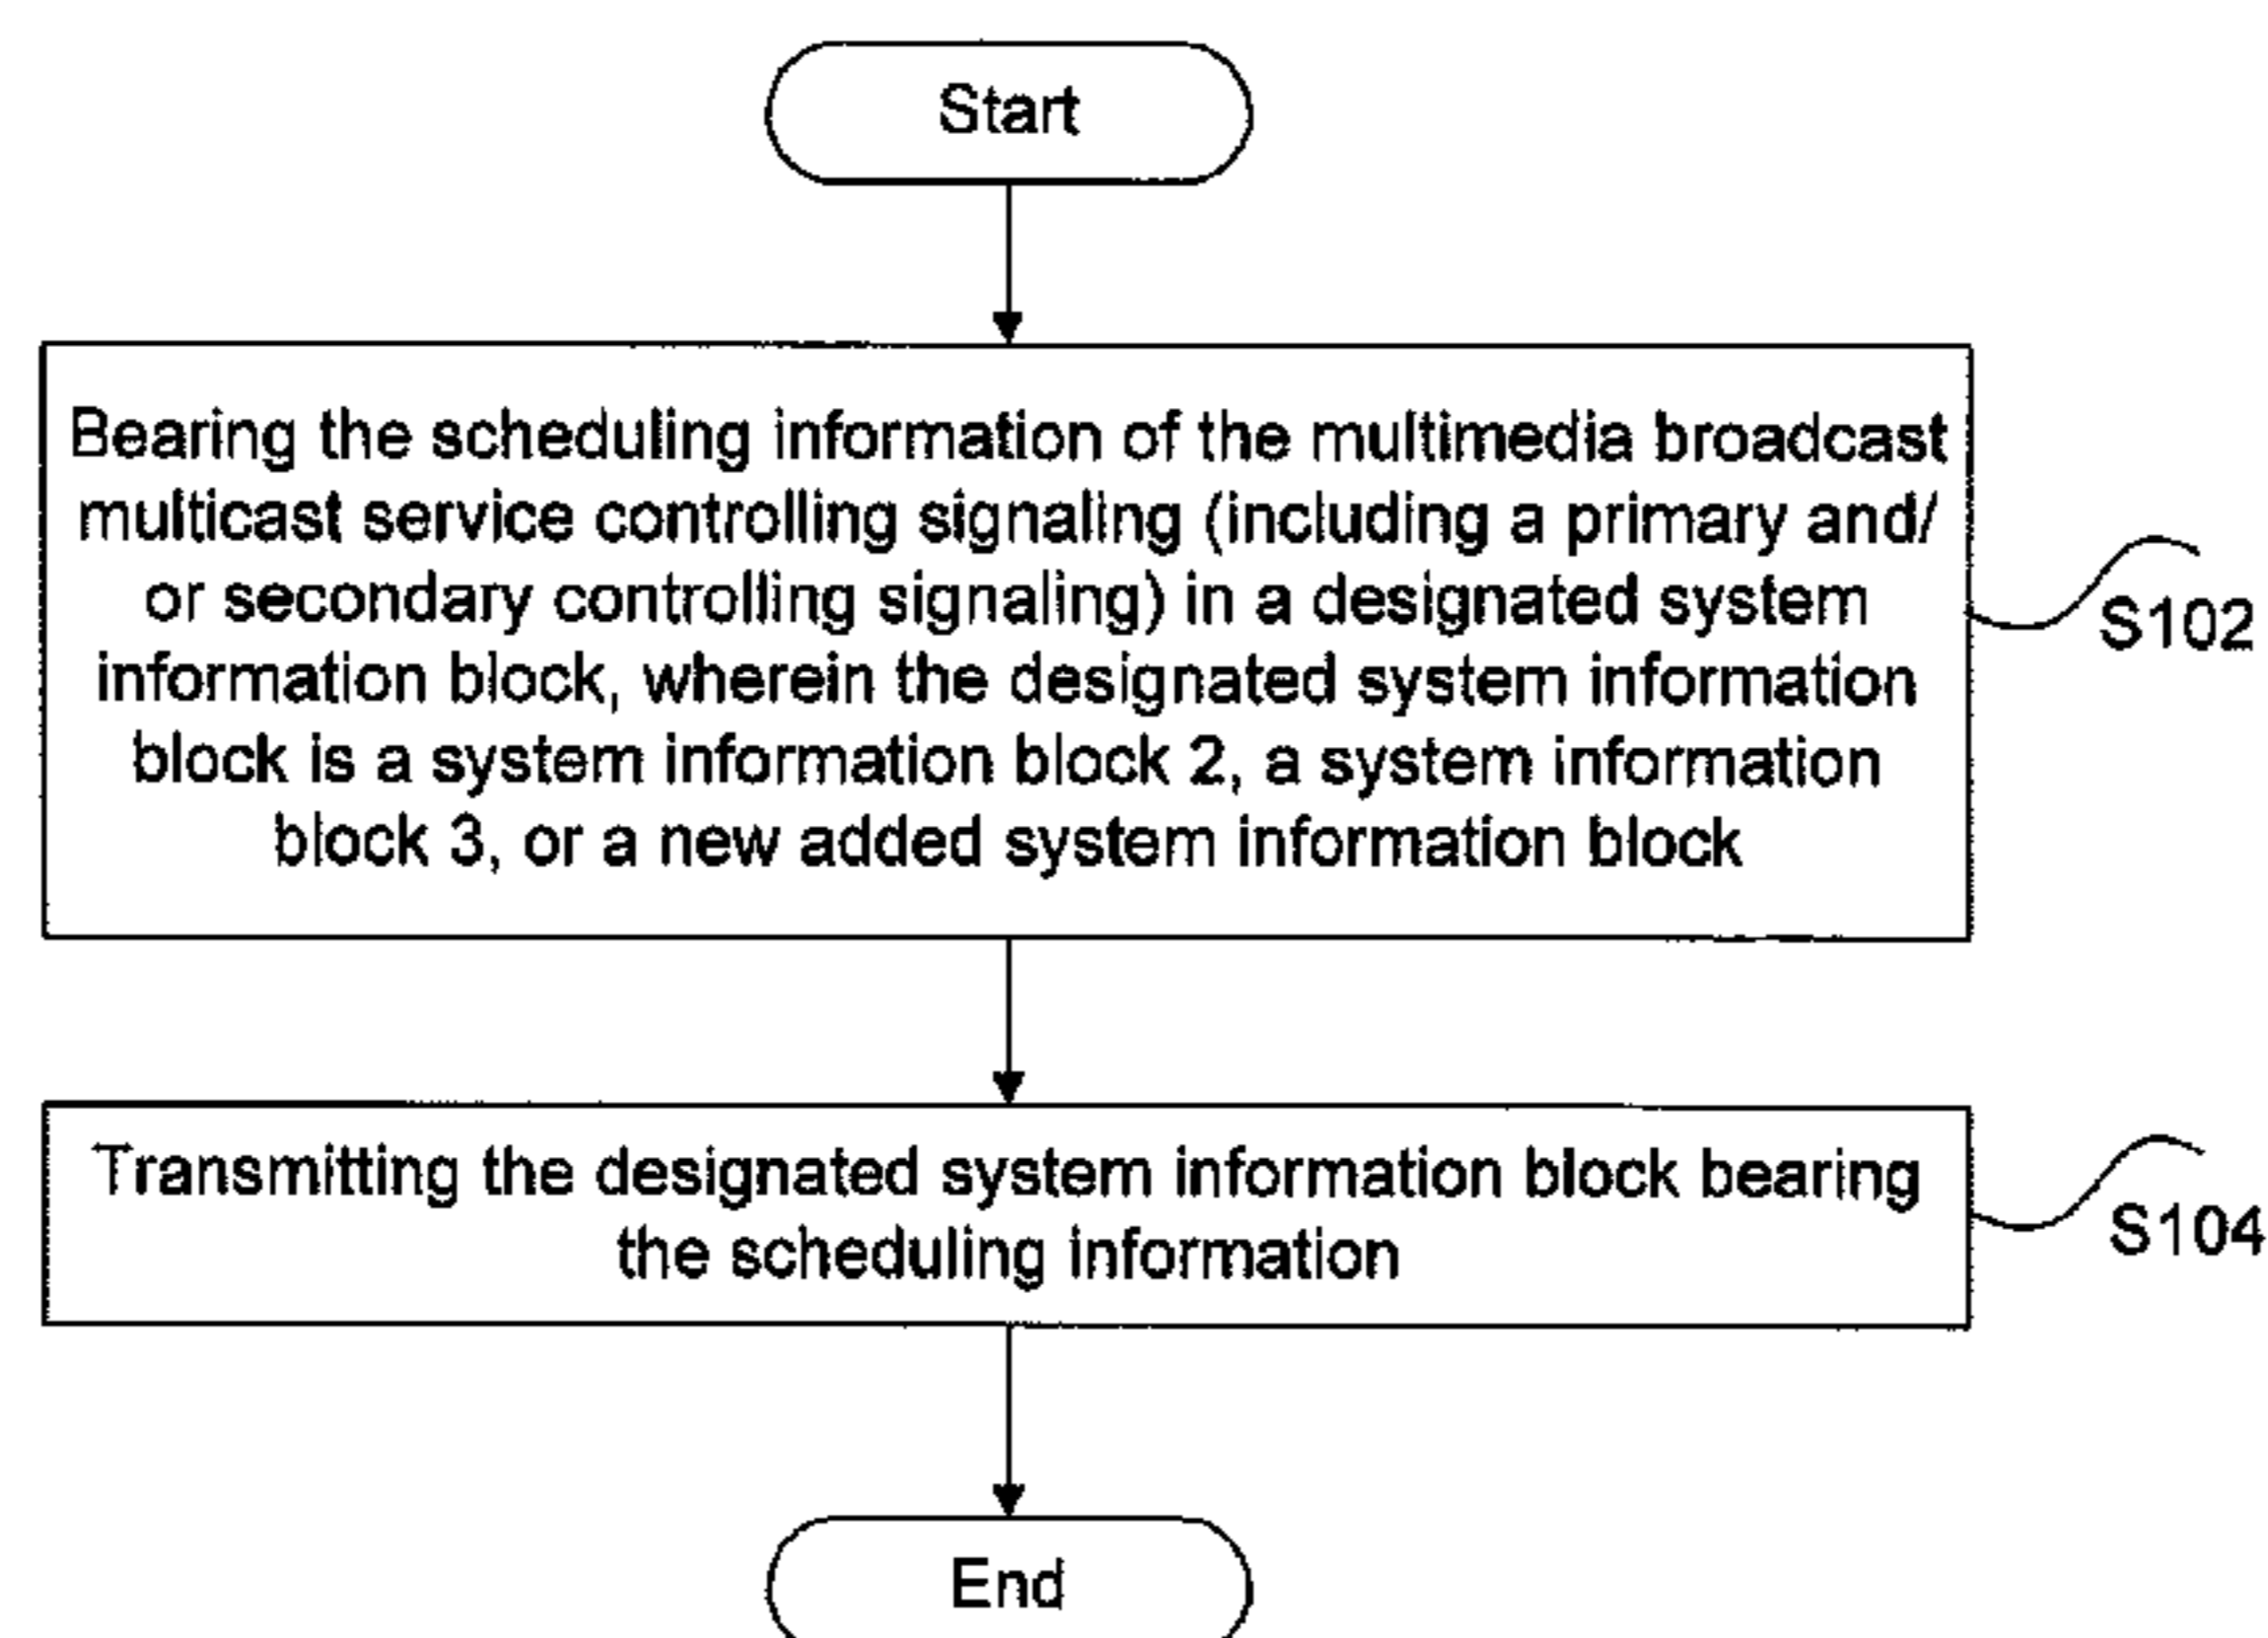 Start
Bearing the scheduling information of the multimedia broadcast
multicast service controlling signaling (including a primary and/
or secondary controlling signaling) in a designated system
information block, wherein the designated system information
block is a system information block 2, a system information
block 3, or a new added system information block
S102
Transmitting the designated system information block bearing
the scheduling information
S104
End